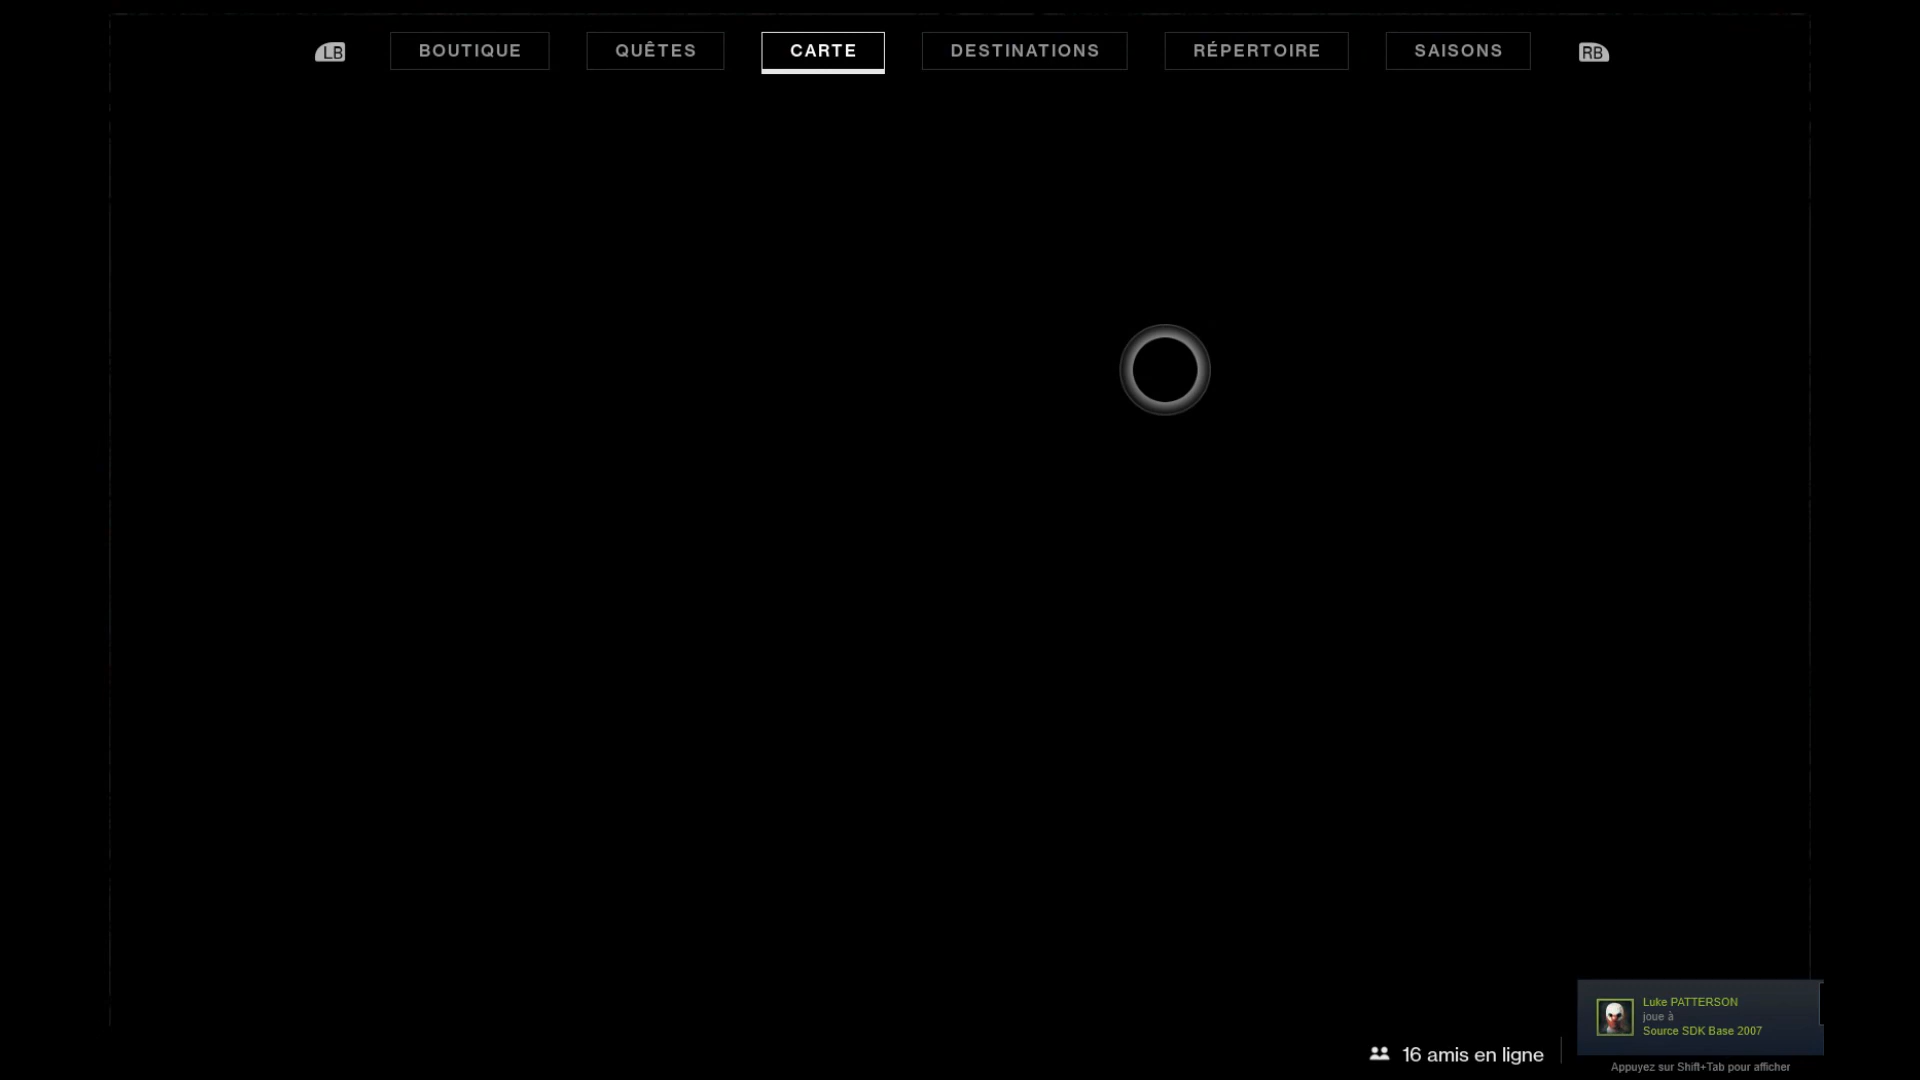 LB BOUTIQUE QUÊTES CARTE DESTINATIONS RÉPERTOIRE SAISONS RB
Luke PATTERSON
joue à
Source SDK Base 2007
16 amis en ligne
Appuyez sur Shift+Tab pour afficher